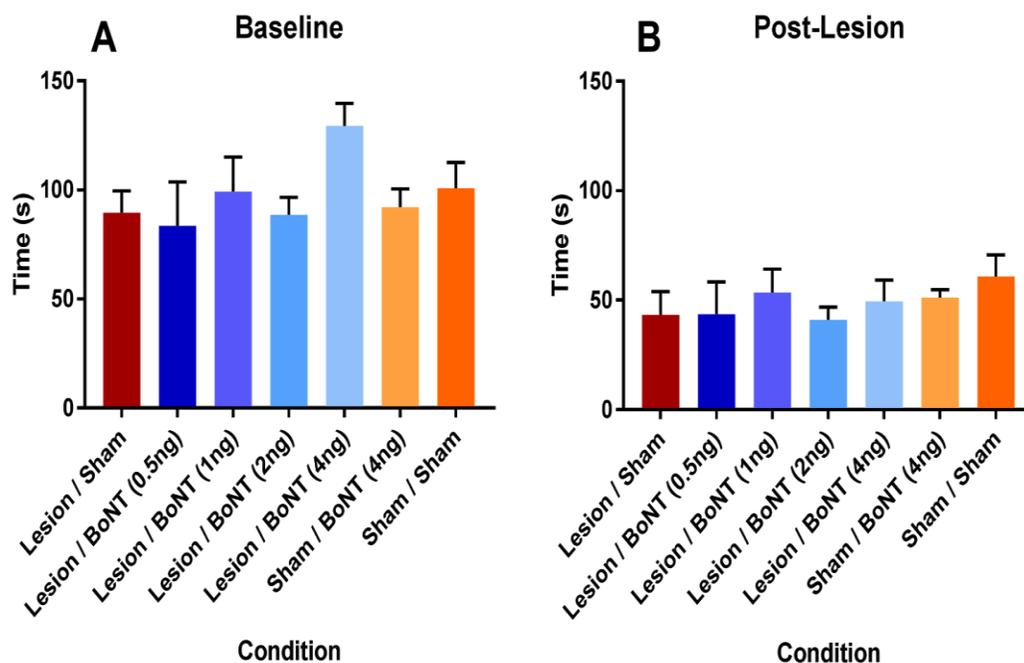 A
Baseline
150
100
50
0
Time (s)
Lesion / Sham
Lesion / BoNT (0.5ng)
Lesion / BoNT (1ng)
Lesion / BoNT (2ng)
Lesion / BoNT (4ng)
Sham / BoNT (4ng)
Sham / Sham
Condition
B
Post-Lesion
150
100
50
0
Time (s)
Lesion / Sham
Lesion / BoNT (0.5ng)
Lesion / BoNT (1ng)
Lesion / BoNT (2ng)
Lesion / BoNT (4ng)
Sham / BoNT (4ng)
Sham / Sham
Condition